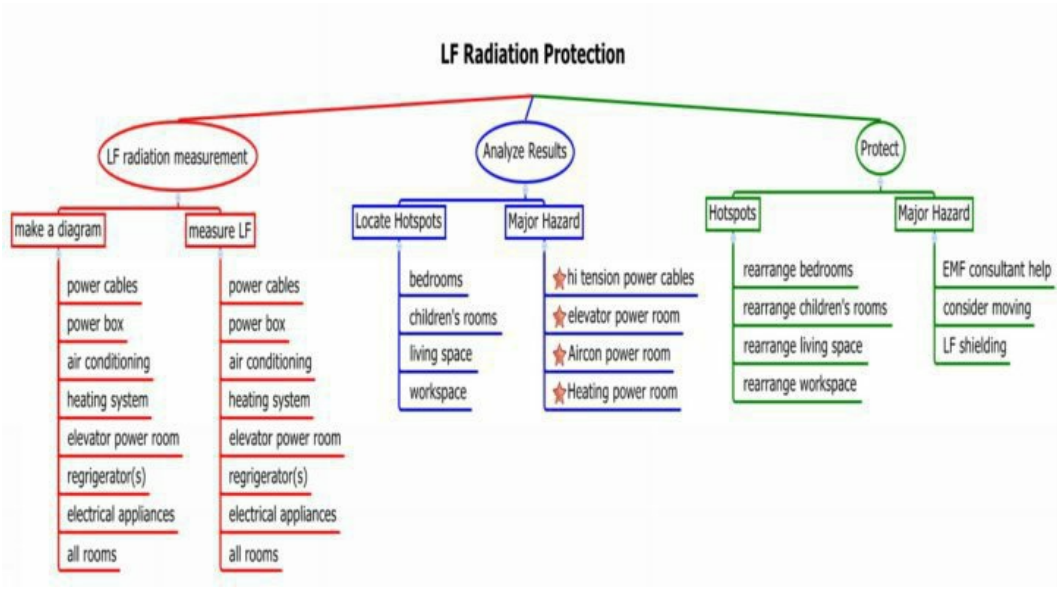 LF Radiation Protection
LF radiation measurement
make a diagram
power cables
power box
air conditioning
heating system
elevator power room
regrigerator(s)
electrical appliances
all rooms
measure LF
power cables
power box
air conditioning
heating system
elevator power room
regrigerator(s)
electrical appliances
all rooms
Analyze Results
Locate Hotspots
bedrooms
children's rooms
living space
workspace
Major Hazard
hi tension power cables
elevator power room
Aircon power room
Heating power room
Protect
Hotspots
rearrange bedrooms
rearrange children's rooms
rearrange living space
rearrange workspace
Major Hazard
EMF consultant help
consider moving
LF shielding